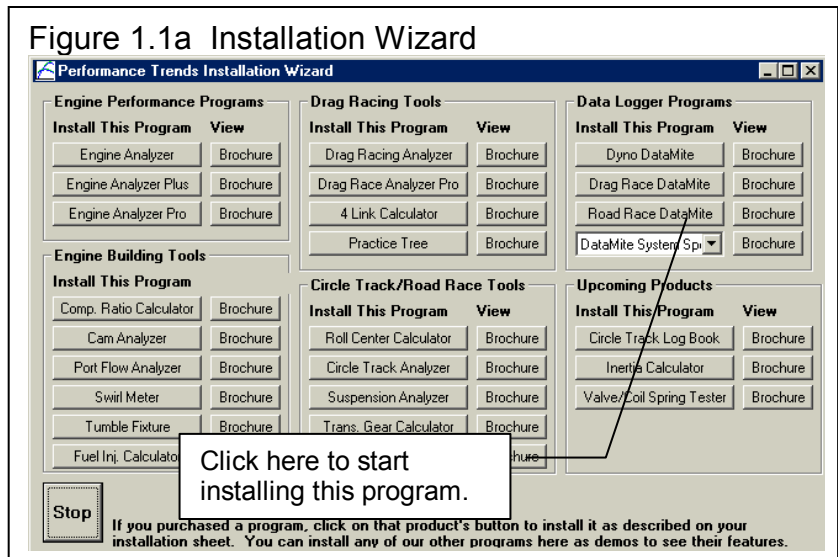 Figure 1.1a Installation Wizard
Performance Trends Installation Wizard
Engine Performance Programs
Install This Program View
Engine Analyzer Brochure
Engine Analyzer Plus Brochure
Engine Analyzer Pro Brochure
Engine Building Tools
Install This Program
Comp. Ratio Calculator Brochure
Cam Analyzer Brochure
Port Flow Analyzer Brochure
Swirl Meter Brochure
Tumble Fixture Brochure
Fuel Inj. Calculator
Drag Racing Tools
Install This Program View
Drag Racing Analyzer Brochure
Drag Race Analyzer Pro Brochure
4 Link Calculator Brochure
Practice Tree Brochure
Circle Track/Road Race Tools
Install This Program View
Roll Center Calculator Brochure
Circle Track Analyzer Brochure
Suspension Analyzer Brochure
Trans. Gear Calculator Brochure
Data Logger Programs
Install This Program View
Dyno DataMite Brochure
Drag Race DataMite Brochure
Road Race DataMite Brochure
DataMite System Brochure
Upcoming Products
Install This Program View
Circle Track Log Book Brochure
Inertia Calculator Brochure
Valve/Coil Spring Tester Brochure
Click here to start
installing this program.
Stop
If you purchased a program, click on that product's button to install it as described on your
installation sheet. You can install any of our other programs here as demos to see their features.